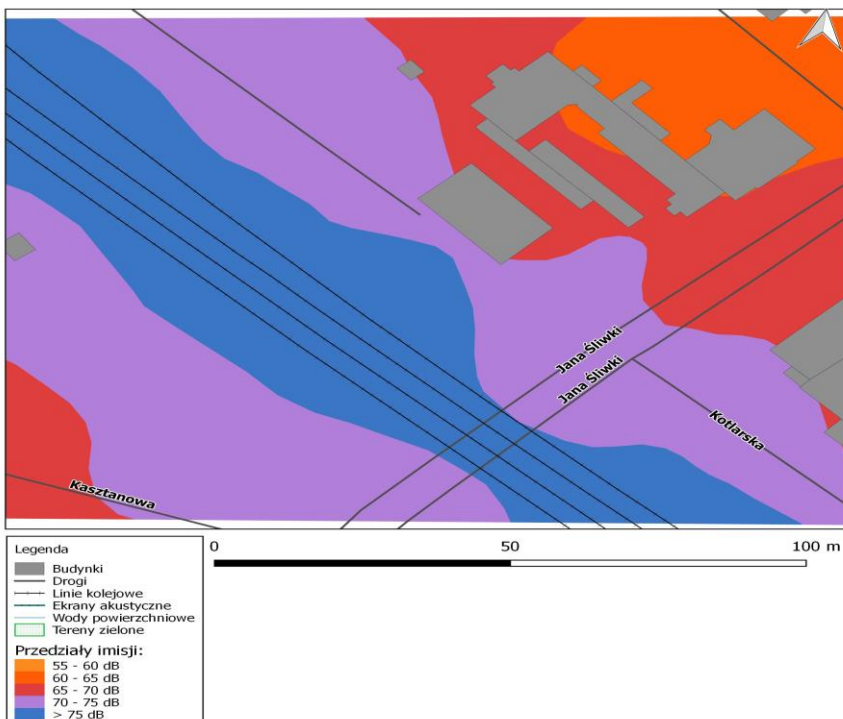 Jana Śliwki
Jana Śliwki
Kotlarska
Kasztanowa
Legenda
Budynki
Drogi
Linie kolejowe
Ekrany akustyczne
Wody powierzchniowe
Tereny zielone
Przedziały imisji:
55 - 60 dB
60 - 65 dB
65 - 70 dB
70 - 75 dB
> 75 dB
0 50 100 m